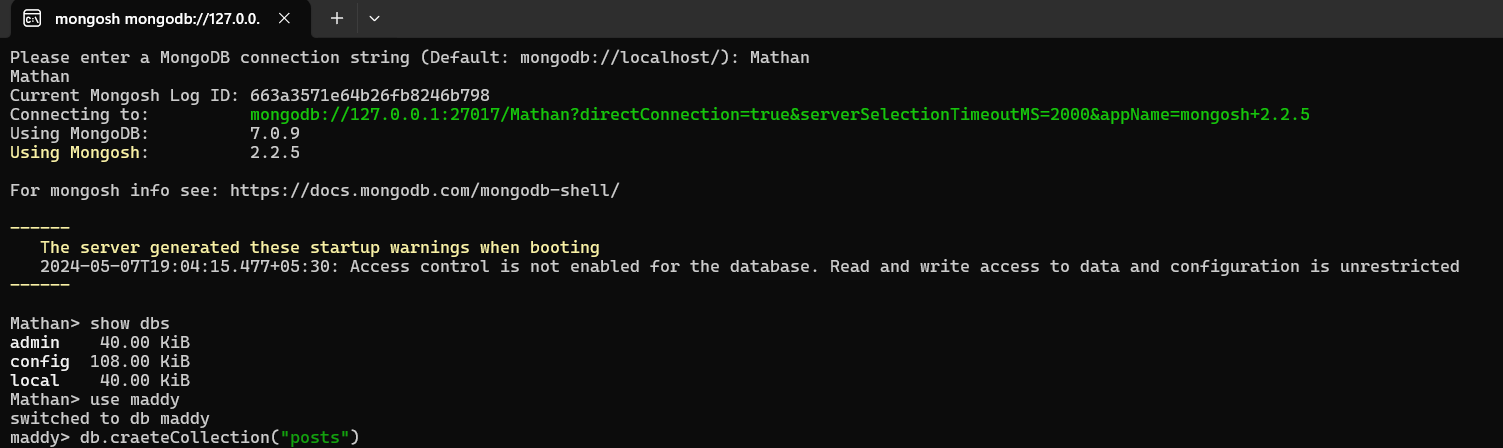 mongosh mongodb://127.0.0.
Please enter a MongoDB connection string (Default: mongodb://localhost/): Mathan
Mathan
Current Mongosh Log ID: 663a3571e64b26fb8246b798
Connecting to:          mongodb://127.0.0.1:27017/Mathan?directConnection=true&serverSelectionTimeoutMS=2000&appName=mongosh+2.2.5
Using MongoDB:          7.0.9
Using Mongosh:          2.2.5
For mongosh info see: https://docs.mongodb.com/mongodb-shell/
------
   The server generated these startup warnings when booting
   2024-05-07T19:04:15.477+05:30: Access control is not enabled for the database. Read and write access to data and configuration is unrestricted
------
Mathan> show dbs
admin    40.00 KiB
config  108.00 KiB
local    40.00 KiB
Mathan> use maddy
switched to db maddy
maddy> db.craeteCollection("posts")